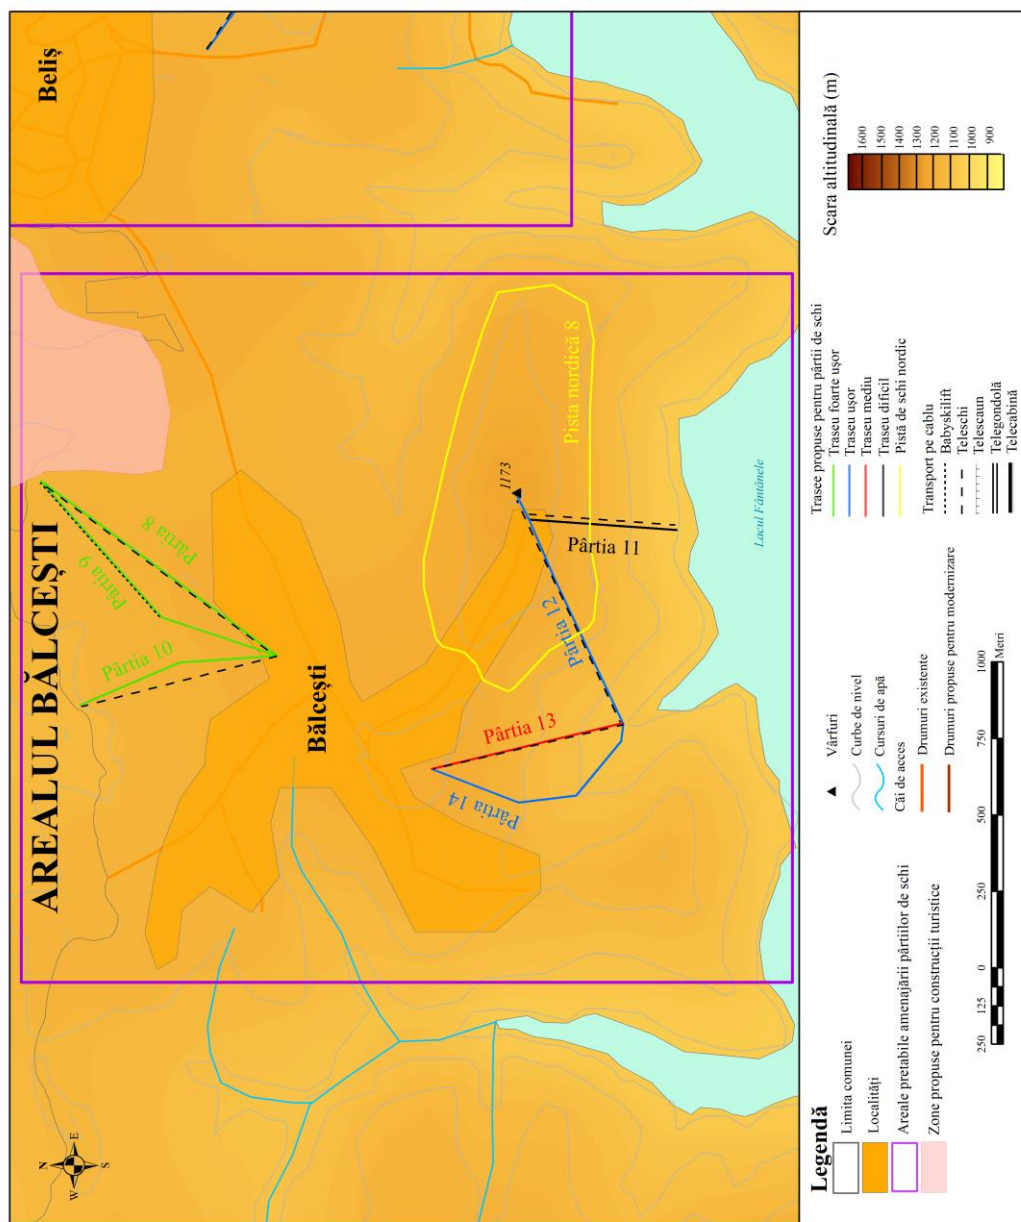 AREALUL BĂLCEȘTI
Beliș
N
W
E
S
Pârtia 8
Pârtia 9
Pârtia 10
Bălcești
Pista nordică 8
1173
Pârtia 11
Pârtia 12
Pârtia 13
Pârtia 14
Lacul Fântânele
Legendă
Limita comunei
Localități
Areale pretabile amenajării pârtiilor de schi
Zone propuse pentru construcții turistice
Vârfuri
Curbe de nivel
Cursuri de apă
Căi de acces
Drumuri existente
Drumuri propuse pentru modernizare
250 125 0 250 500 750 1000
Metri
Trasee propuse pentru pârtii de schi
Traseu foarte ușor
Traseu ușor
Traseu mediu
Traseu dificil
Pistă de schi nordic
Transport pe cablu
Babyskilift
Teleschi
Telescaun
Telegondolă
Telecabină
Scara altitudinală (m)
1600
1500
1400
1300
1200
1100
1000
900